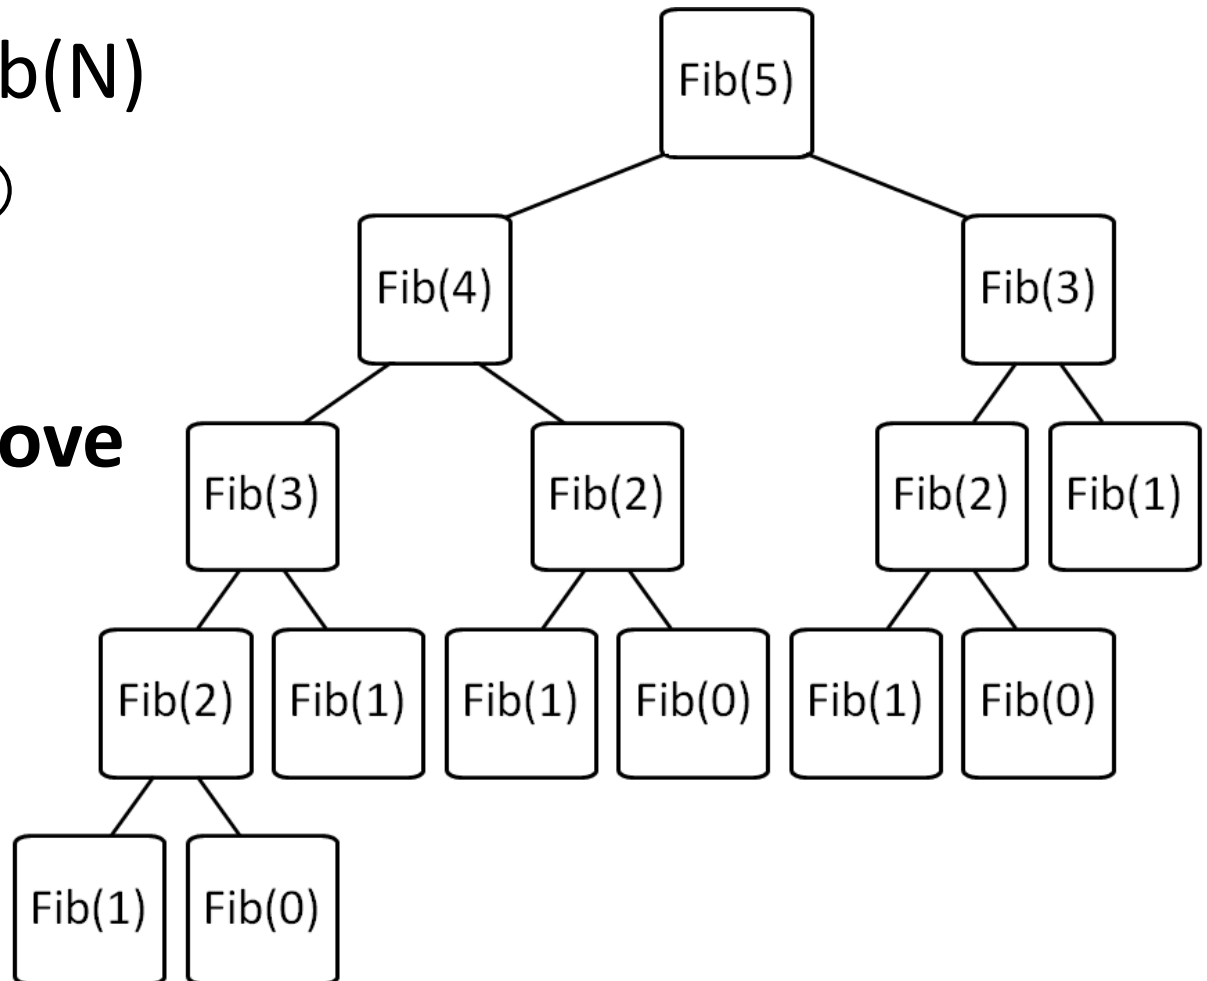 b(N)
Fib(5)
)
Fib(4) Fib(3)
ove
Fib(3) Fib(2) Fib(2) Fib(1)
Fib(2) Fib(1) Fib(1) Fib(0) Fib(1) Fib(0)
Fib(1) Fib(0)